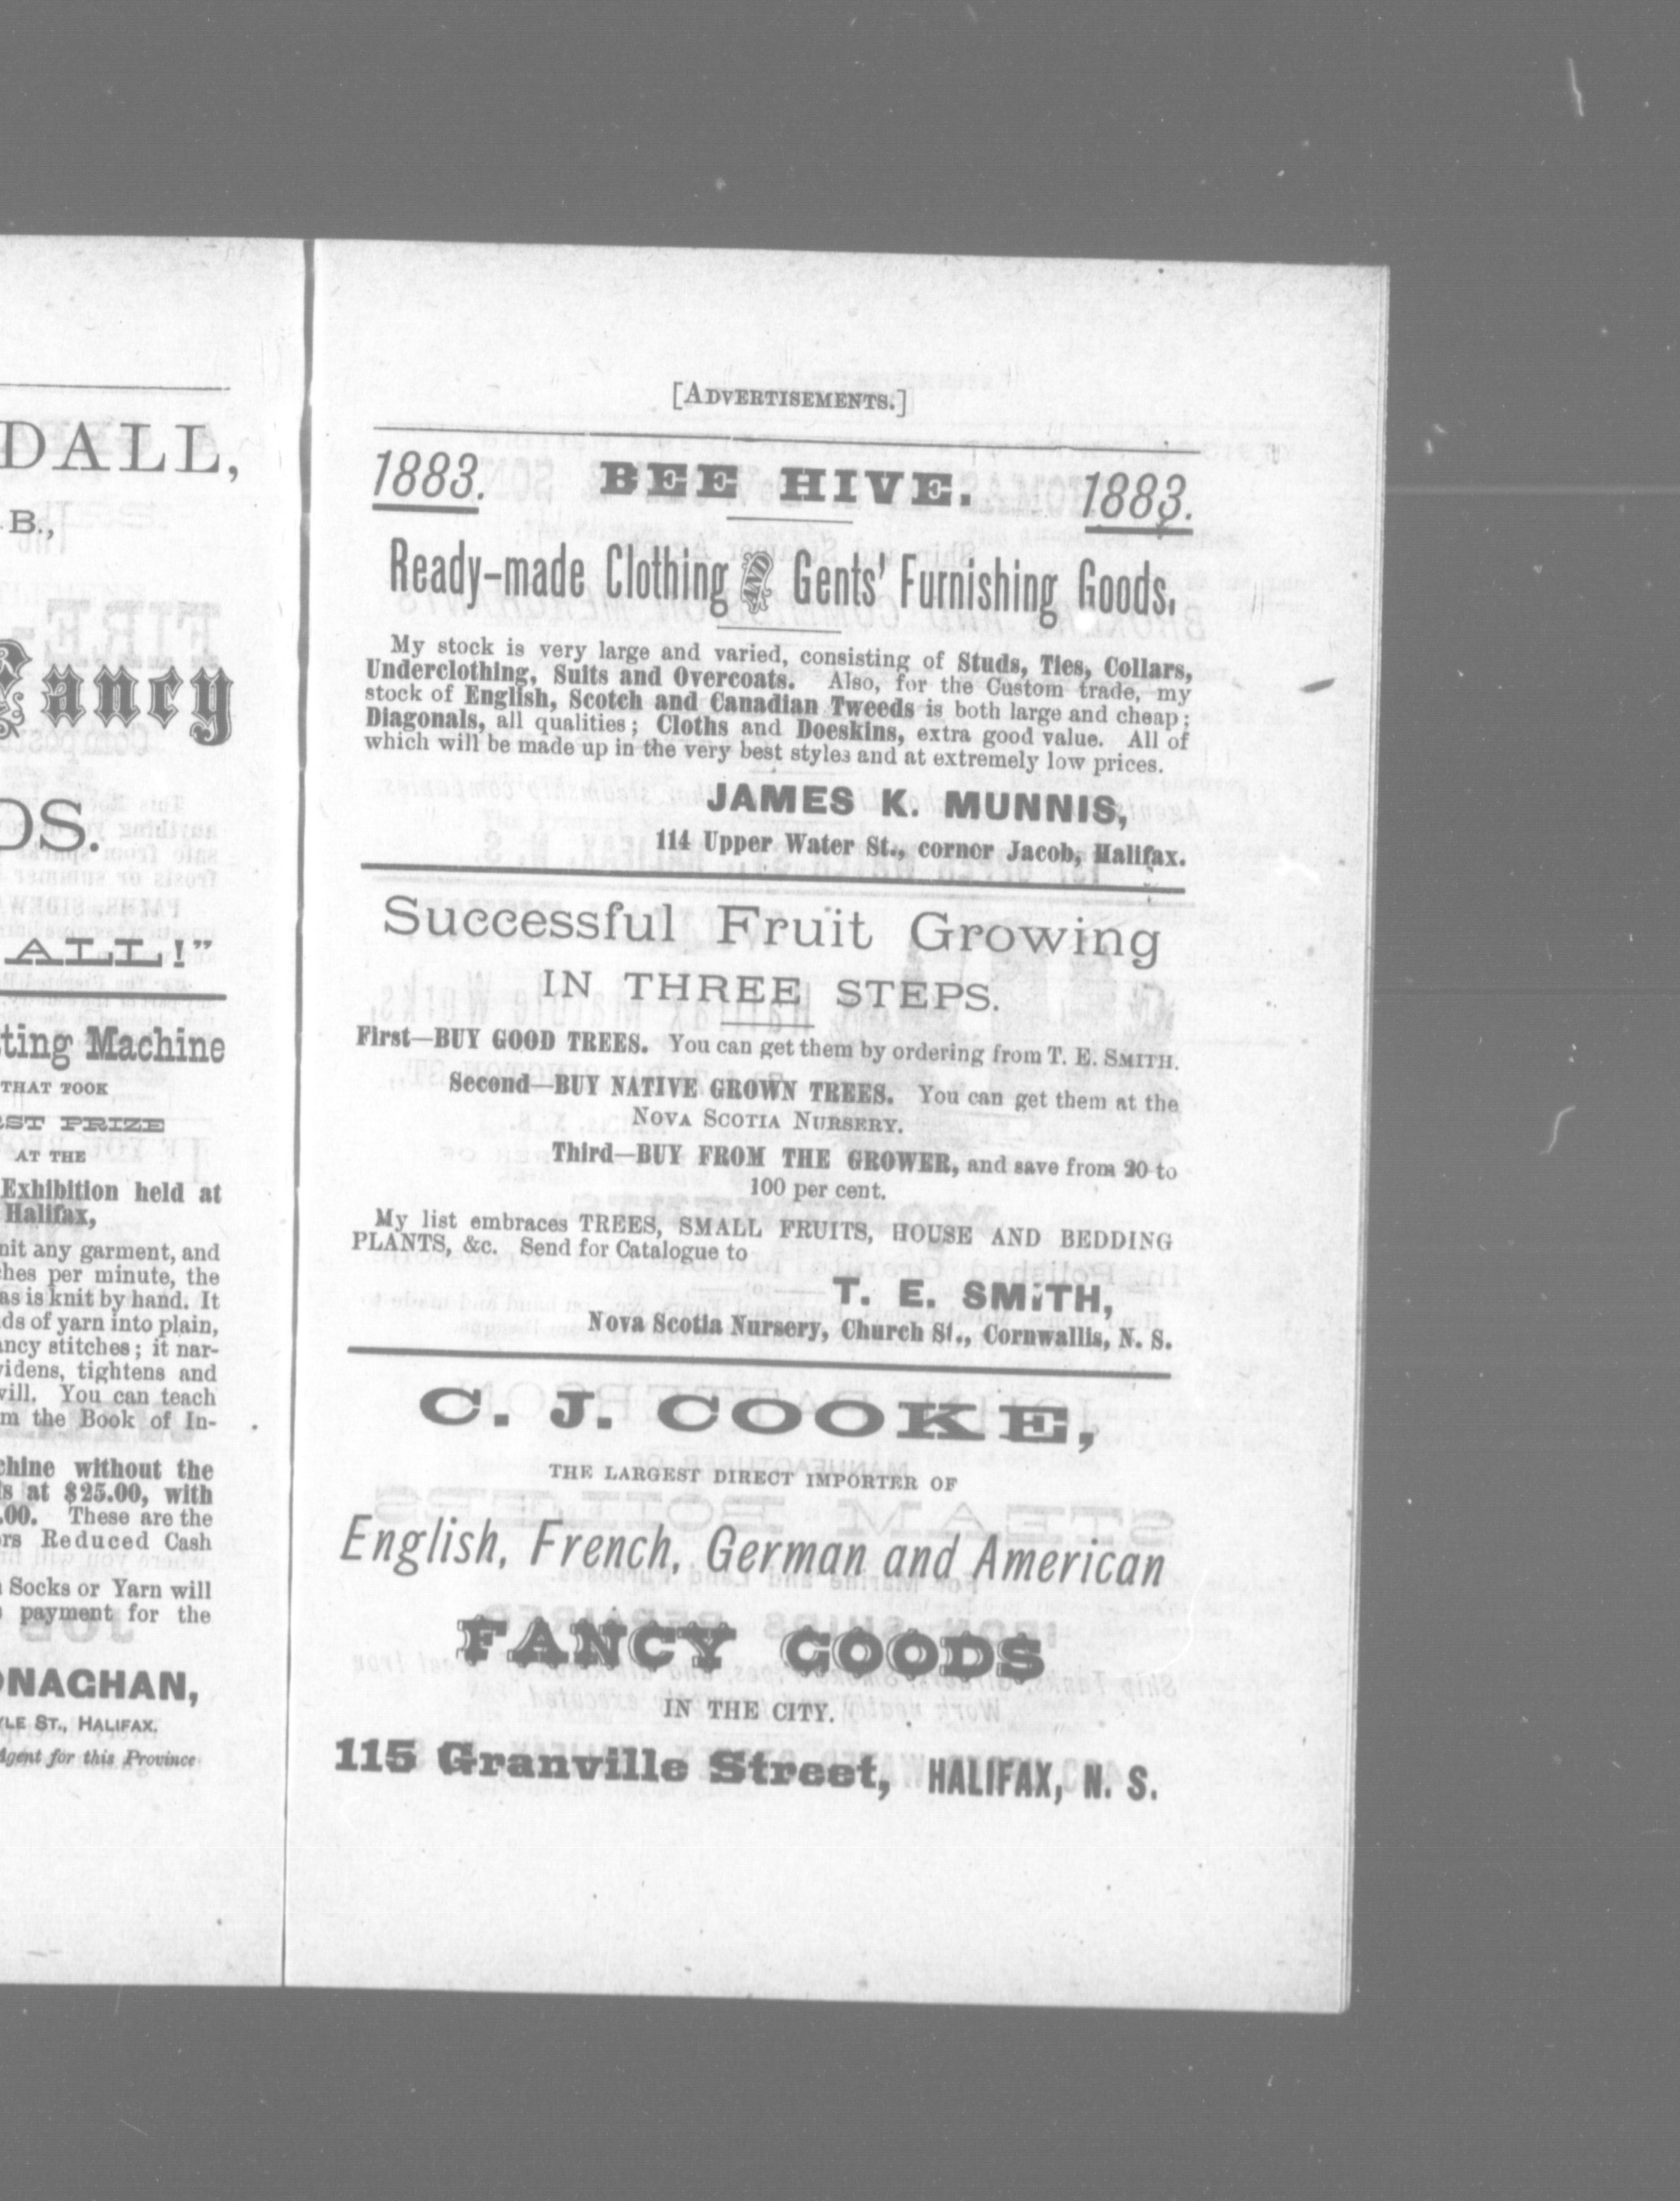 DALL,
B.,
Fancy
DS.
ALL!"
ting Machine
THAT TOOK
ST PRIZE
AT THE
Exhibition held at
Halifax,
nit any garment, and
ches per minute, the
as is knit by hand. It
ds of yarn into plain,
ancy stitches; it nar-
videns, tightens and
will. You can teach
m the Book of In-
chine without the
s at $25.00, with
.00. These are the
rs Reduced Cash
Socks or Yarn will
payment for the
ONAGHAN,
YLE ST., HALIFAX.
Agent for this Province
[ADVERTISEMENTS.]
1883. BEE HIVE. 1883.
Ready-made Clothing AND Gents' Furnishing Goods.
My stock is very large and varied, consisting of Studs, Ties, Collars,
Underclothing, Suits and Overcoats. Also, for the Custom trade, my
stock of English, Scotch and Canadian Tweeds is both large and cheap;
Diagonals, all qualities; Cloths and Doeskins, extra good value. All of
which will be made up in the very best styles and at extremely low prices.
JAMES K. MUNNIS,
114 Upper Water St., cornor Jacob, Halifax.
Successful Fruit Growing
IN THREE STEPS.
First—BUY GOOD TREES. You can get them by ordering from T. E. SMITH.
Second—BUY NATIVE GROWN TREES. You can get them at the
NOVA SCOTIA NURSERY.
Third—BUY FROM THE GROWER, and save from 20 to
100 per cent.
My list embraces TREES, SMALL FRUITS, HOUSE AND BEDDING
PLANTS, &c. Send for Catalogue to
T. E. SMiTH,
Nova Scotia Nursery, Church St., Cornwallis, N. S.
C. J. COOKE,
THE LARGEST DIRECT IMPORTER OF
English, French, German and American
FANCY GOODS
IN THE CITY.
115 Granville Street, HALIFAX, N. S.